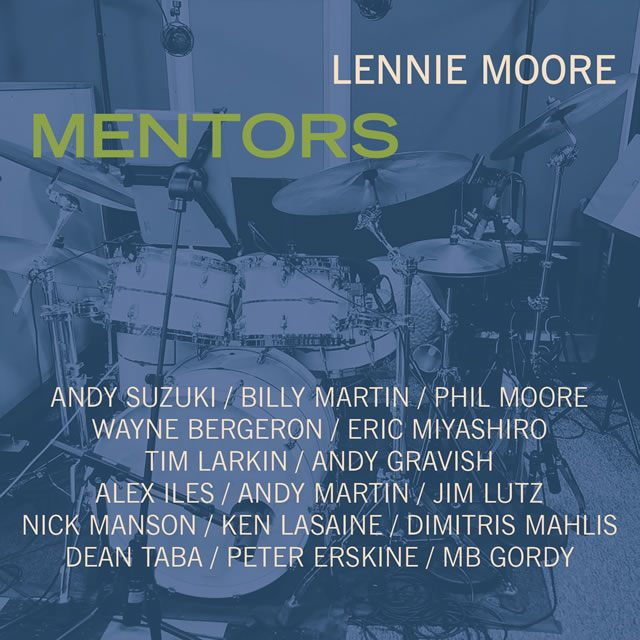 LENNIE MOORE
MENTORS
ANDY SUZUKI / BILLY MARTIN / PHIL MOORE
WAYNE BERGERON / ERIC MIYASHIRO
TIM LARKIN / ANDY GRAVISH
ALEX ILES / ANDY MARTIN / JIM LUTZ
NICK MANSON / KEN LASAINE / DIMITRIS MAHLIS
DEAN TABA / PETER ERSKINE / MB GORDY